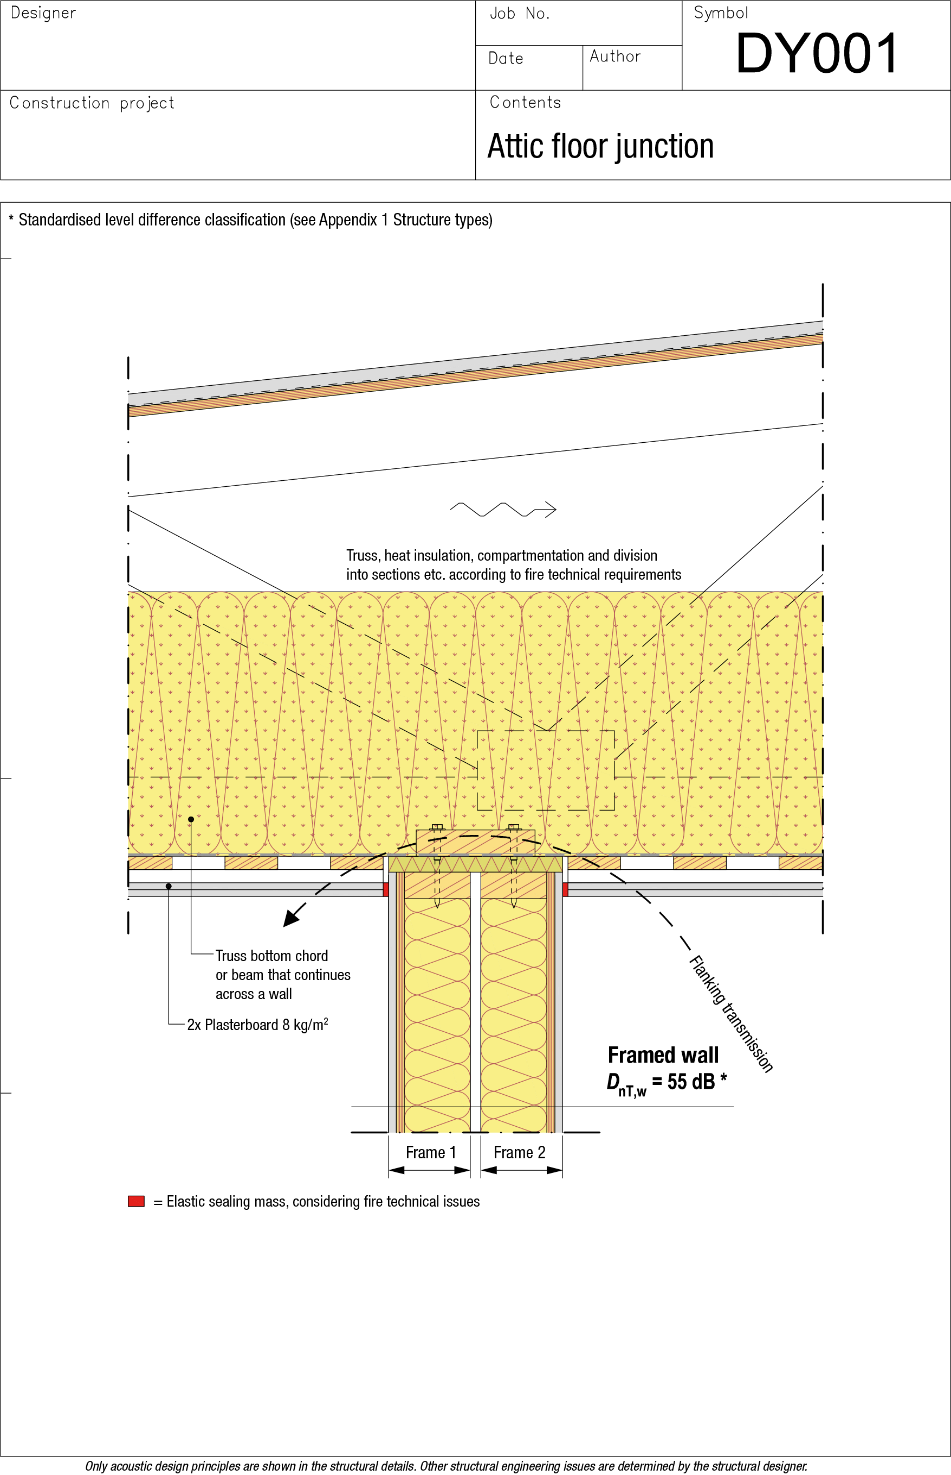 Designer
Job No.
Symbol
DY001
Date
Author
Construction project
Contents
Attic floor junction
* Standardised level difference classification (see Appendix 1 Structure types)
Truss, heat insulation, compartmentation and division
into sections etc. according to fire technical requirements
Truss bottom chord
or beam that continues
across a wall
2x Plasterboard 8 kg/m²
Flanking transmission
Framed wall
DnT,w = 55 dB *
Frame 1
Frame 2
= Elastic sealing mass, considering fire technical issues
Only acoustic design principles are shown in the structural details. Other structural engineering issues are determined by the structural designer.